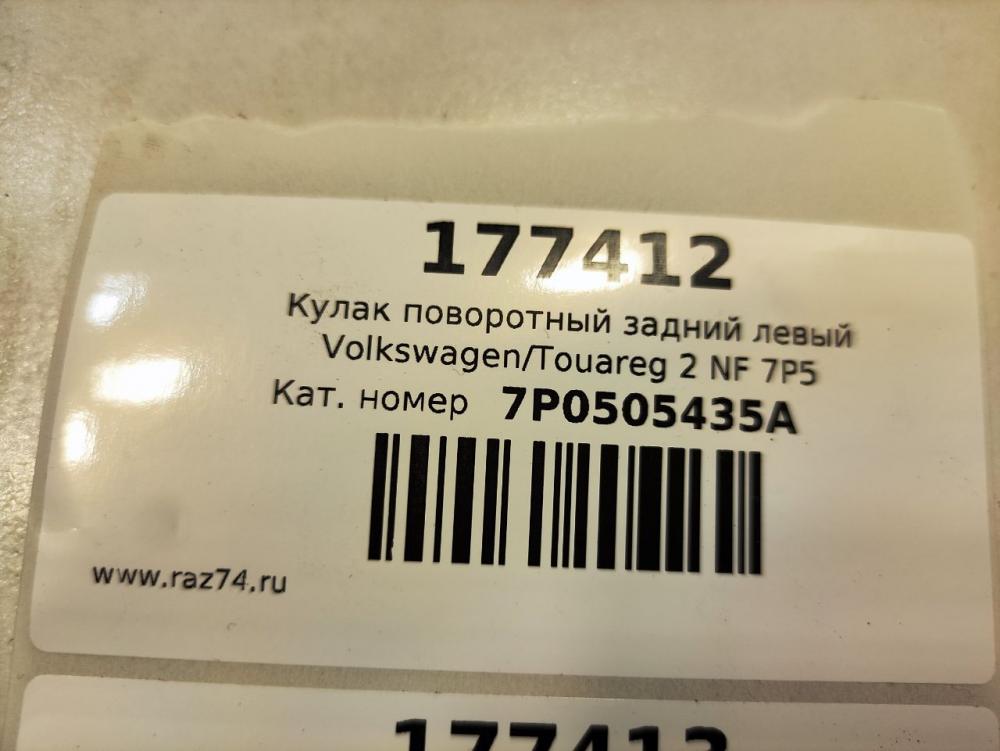 177412
Кулак поворотный задний левый
Volkswagen/Touareg 2 NF 7P5
Кат. номер 7P0505435A
www.raz74.ru
177412